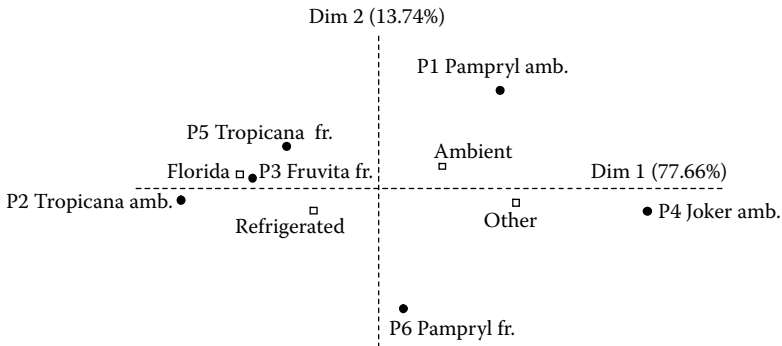 Dim 2 (13.74%)
P1 Pampryl amb.
P5 Tropicana fr.
Ambient
Florida
P3 Fruvita fr.
Dim 1 (77.66%)
P2 Tropicana amb.
Refrigerated
Other
P4 Joker amb.
P6 Pampryl fr.